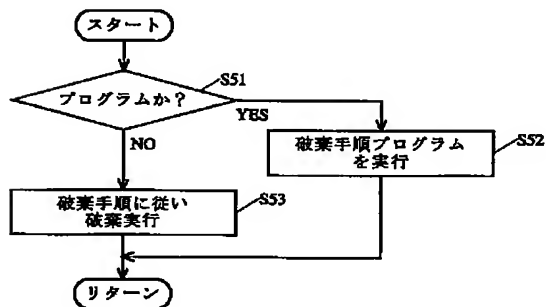 スタート
S51
プログラムか？
YES
NO
破棄手順プログラム
を実行
S52
破棄手順に従い
破棄実行
S53
リターン